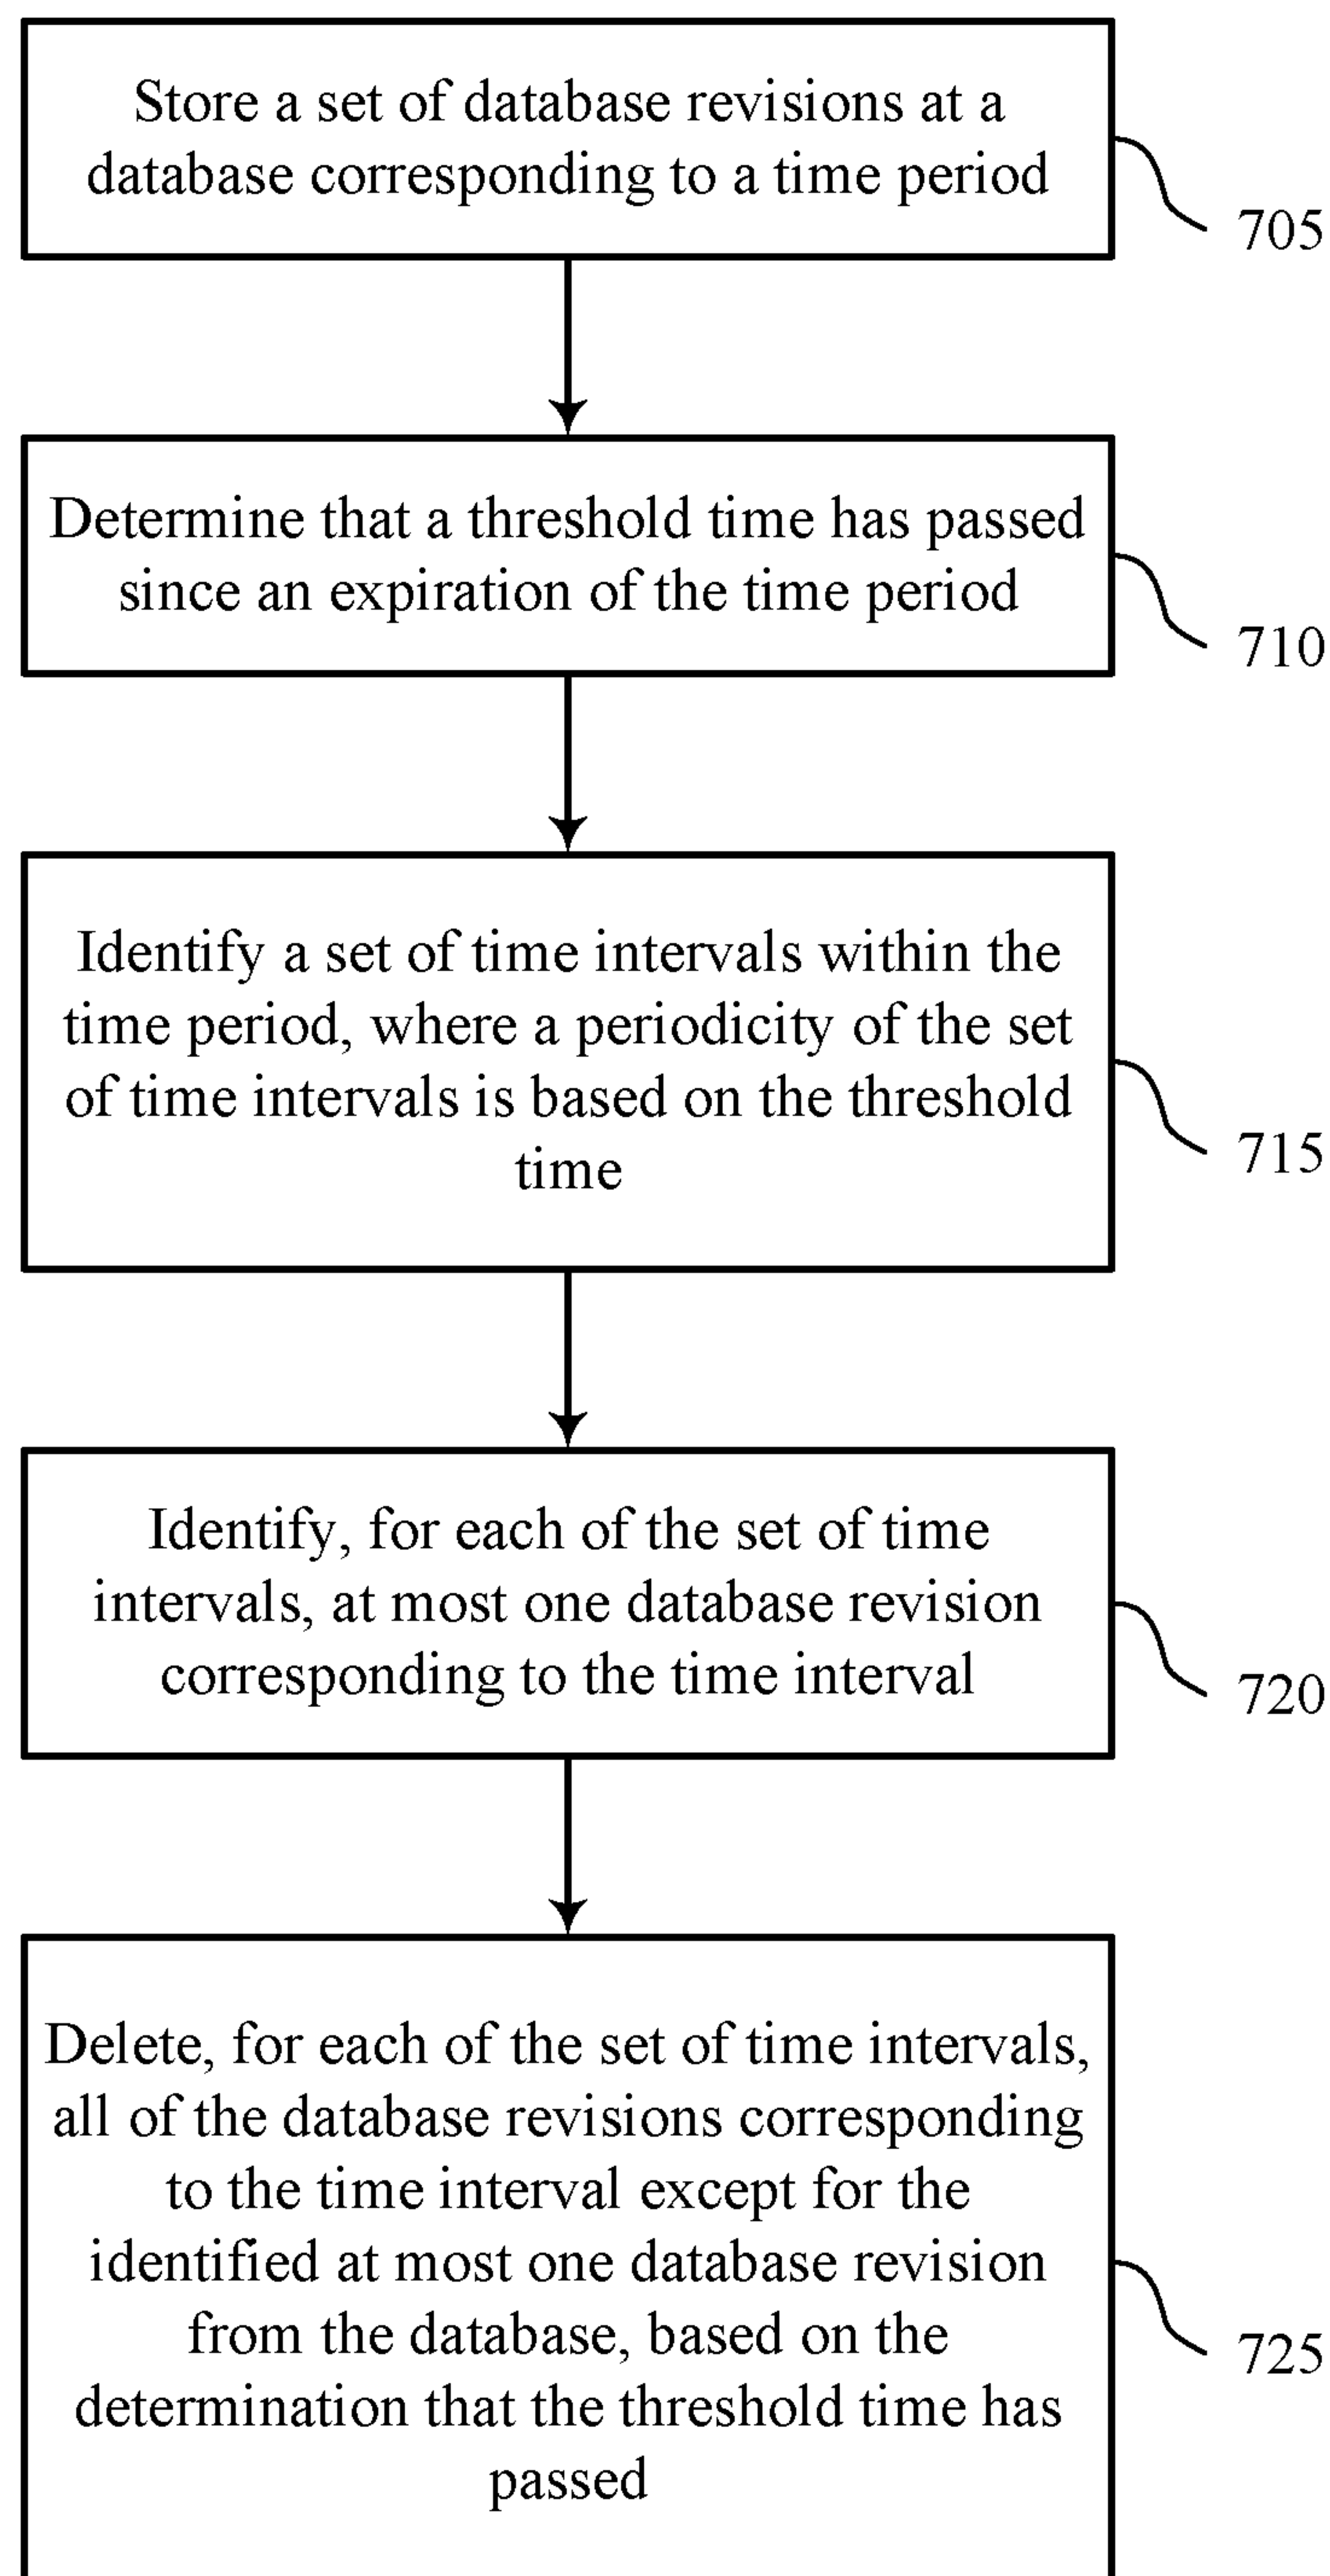 Store a set of database revisions at a
database corresponding to a time period
705
Determine that a threshold time has passed
since an expiration of the time period
710
Identify a set of time intervals within the
time period, where a periodicity of the set
of time intervals is based on the threshold
time
715
Identify, for each of the set of time
intervals, at most one database revision
corresponding to the time interval
720
Delete, for each of the set of time intervals,
all of the database revisions corresponding
to the time interval except for the
identified at most one database revision
from the database, based on the
determination that the threshold time has
passed
725